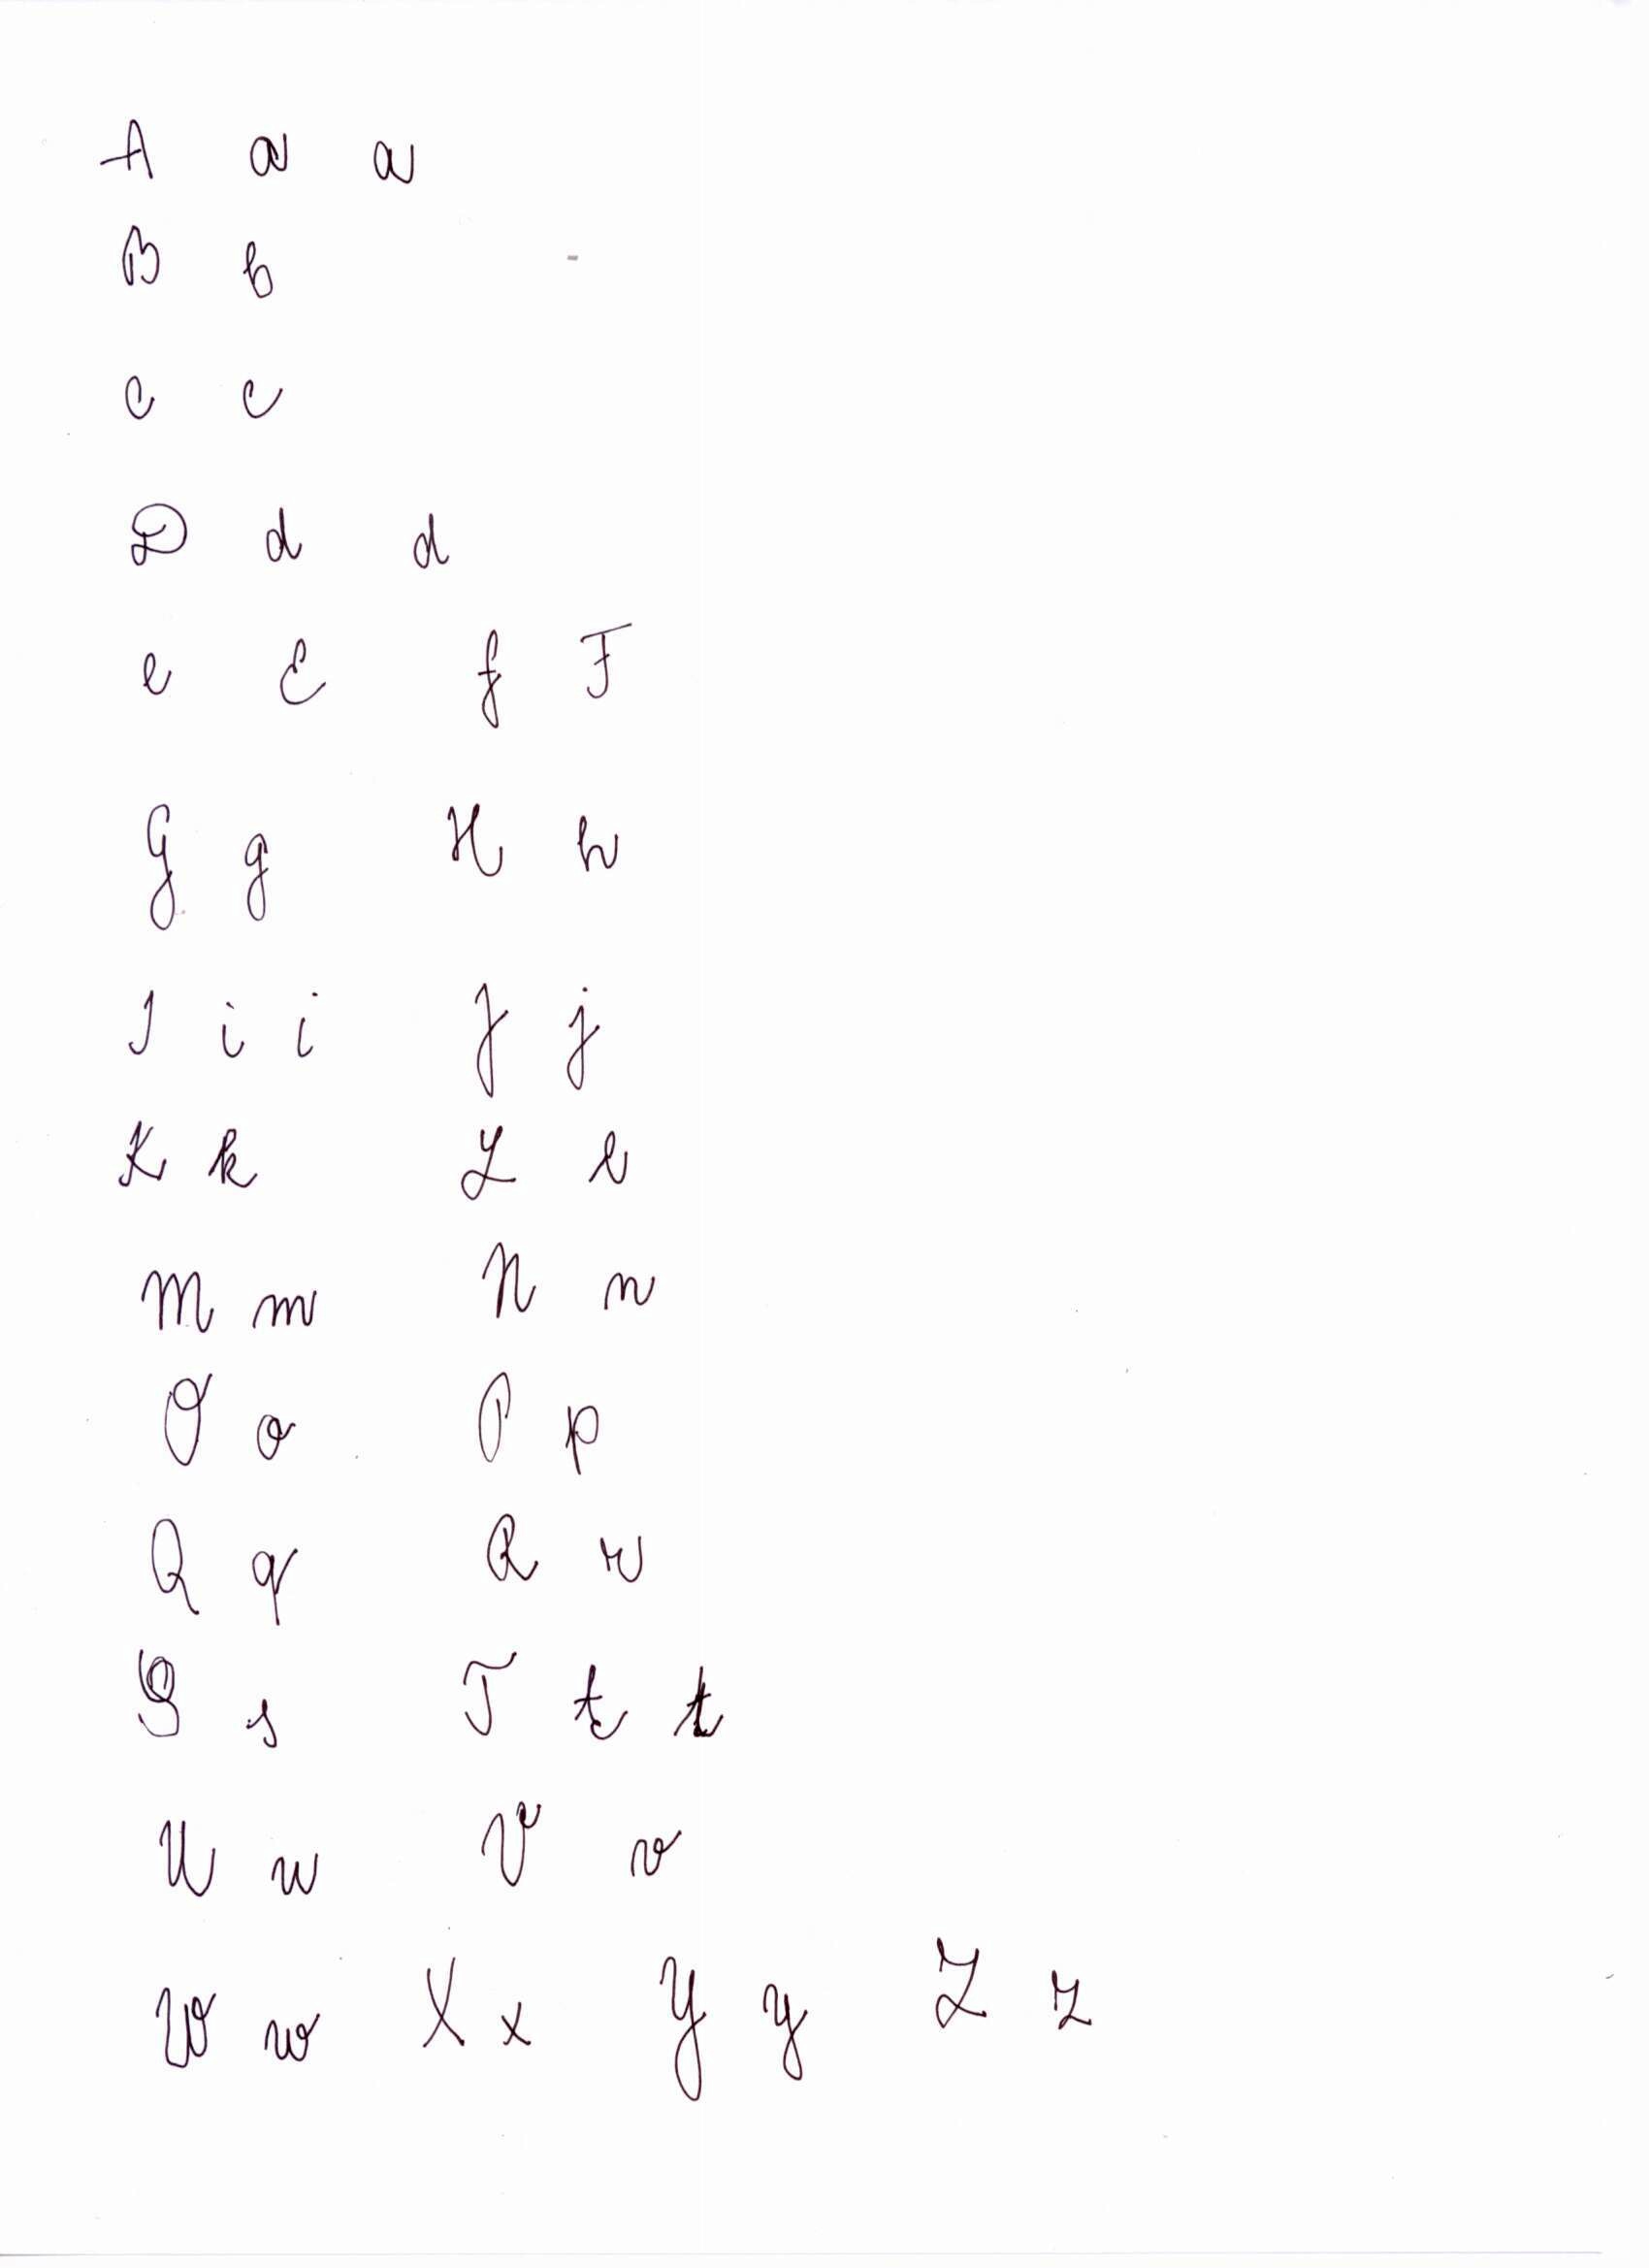 A a a
B b
C c
D d d
e E f F
G g H h
I i i J j
K k L l
M m N n
O o P p
Q q R r
S s T t t
U u V v
W w X x Y y Z z